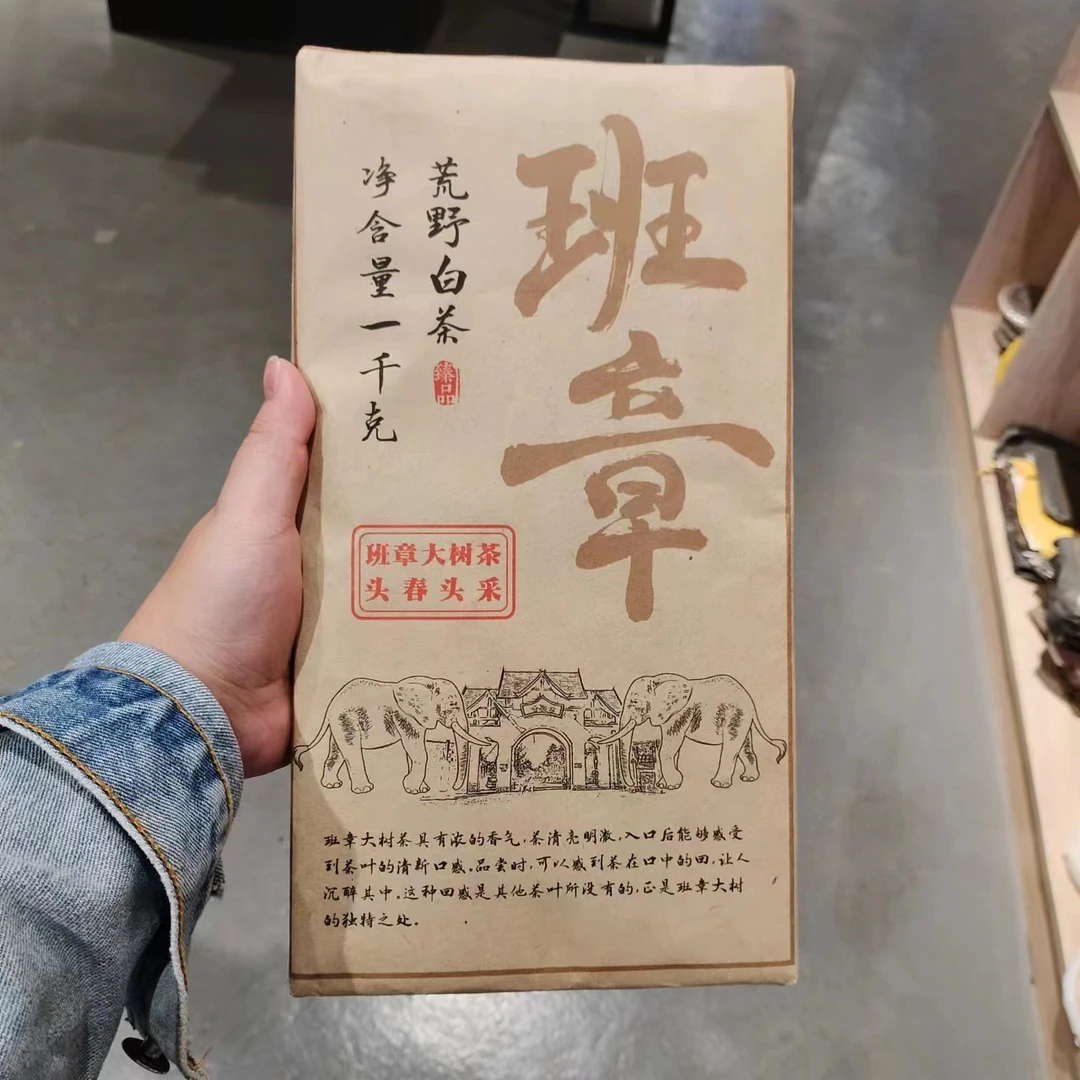 班章
荒野白茶
臻品
净含量一千克
班章大树茶
头春头采
班章大树茶具有浓的香气,茶清亮明澈,入口后能够感受
到茶叶的清新口感。品尝时,可以感到茶在口中的回,让人
沉醉其中。这种回感是其他茶叶所没有的,正是班章大树
的独特之处。